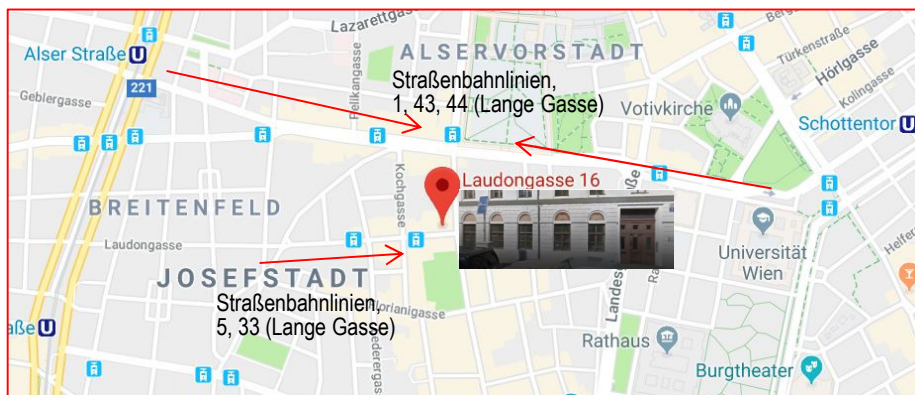 Lazarettgasse
Alser Straße U
ALSERVORSTADT
Türkenstraße
Hörlgasse
Kolingasse
221
Geblergasse
Pelikangasse
Straßenbahnlinien,
1, 43, 44 (Lange Gasse)
Votivkirche
Schottentor U
Kochgasse
Laudongasse 16
BREITENFELD
Laudongasse
Universität
Wien
JOSEFSTADT
Straßenbahnlinien,
5, 33 (Lange Gasse)
Rathaus
Burgtheater